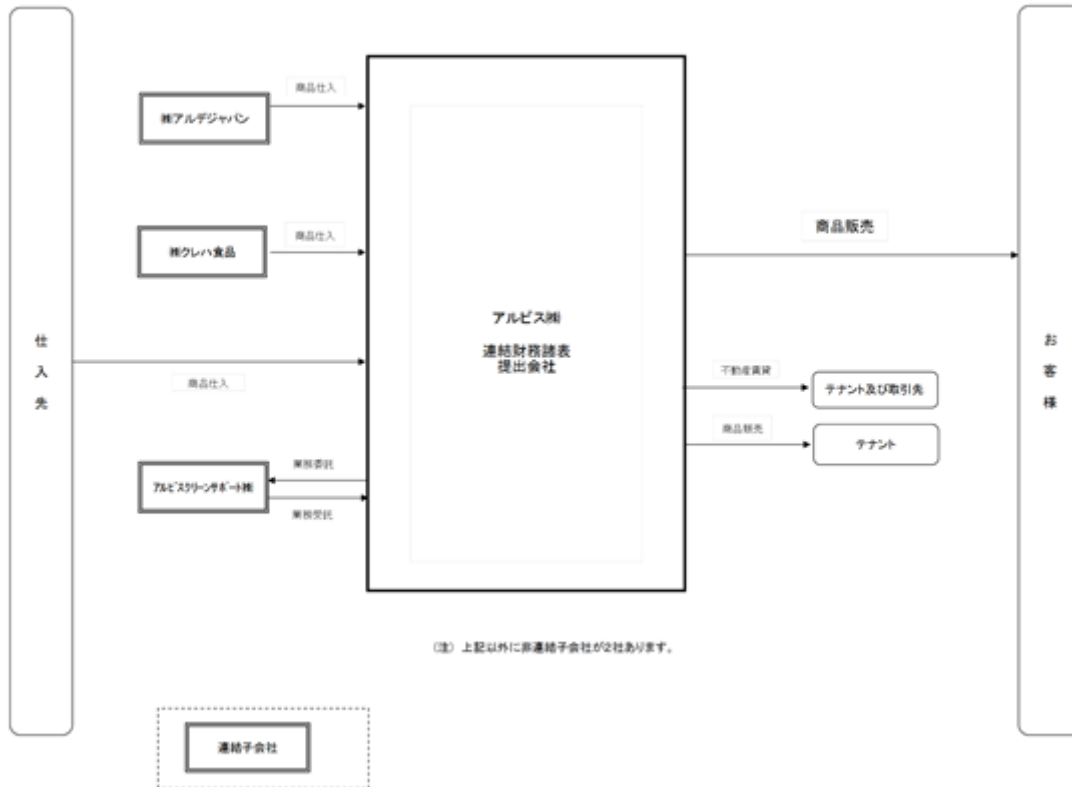 仕入先
㈱アルデジャパン
商品仕入
㈱クレハ食品
商品仕入
商品仕入
アルビスクリーンサポート㈱
業務委託
業務受託
アルビス㈱
連結財務諸表
提出会社
商品販売
不動産賃貸
テナント及び取引先
商品販売
テナント
お客様
（注） 上記以外に非連結子会社が2社あります。
連結子会社